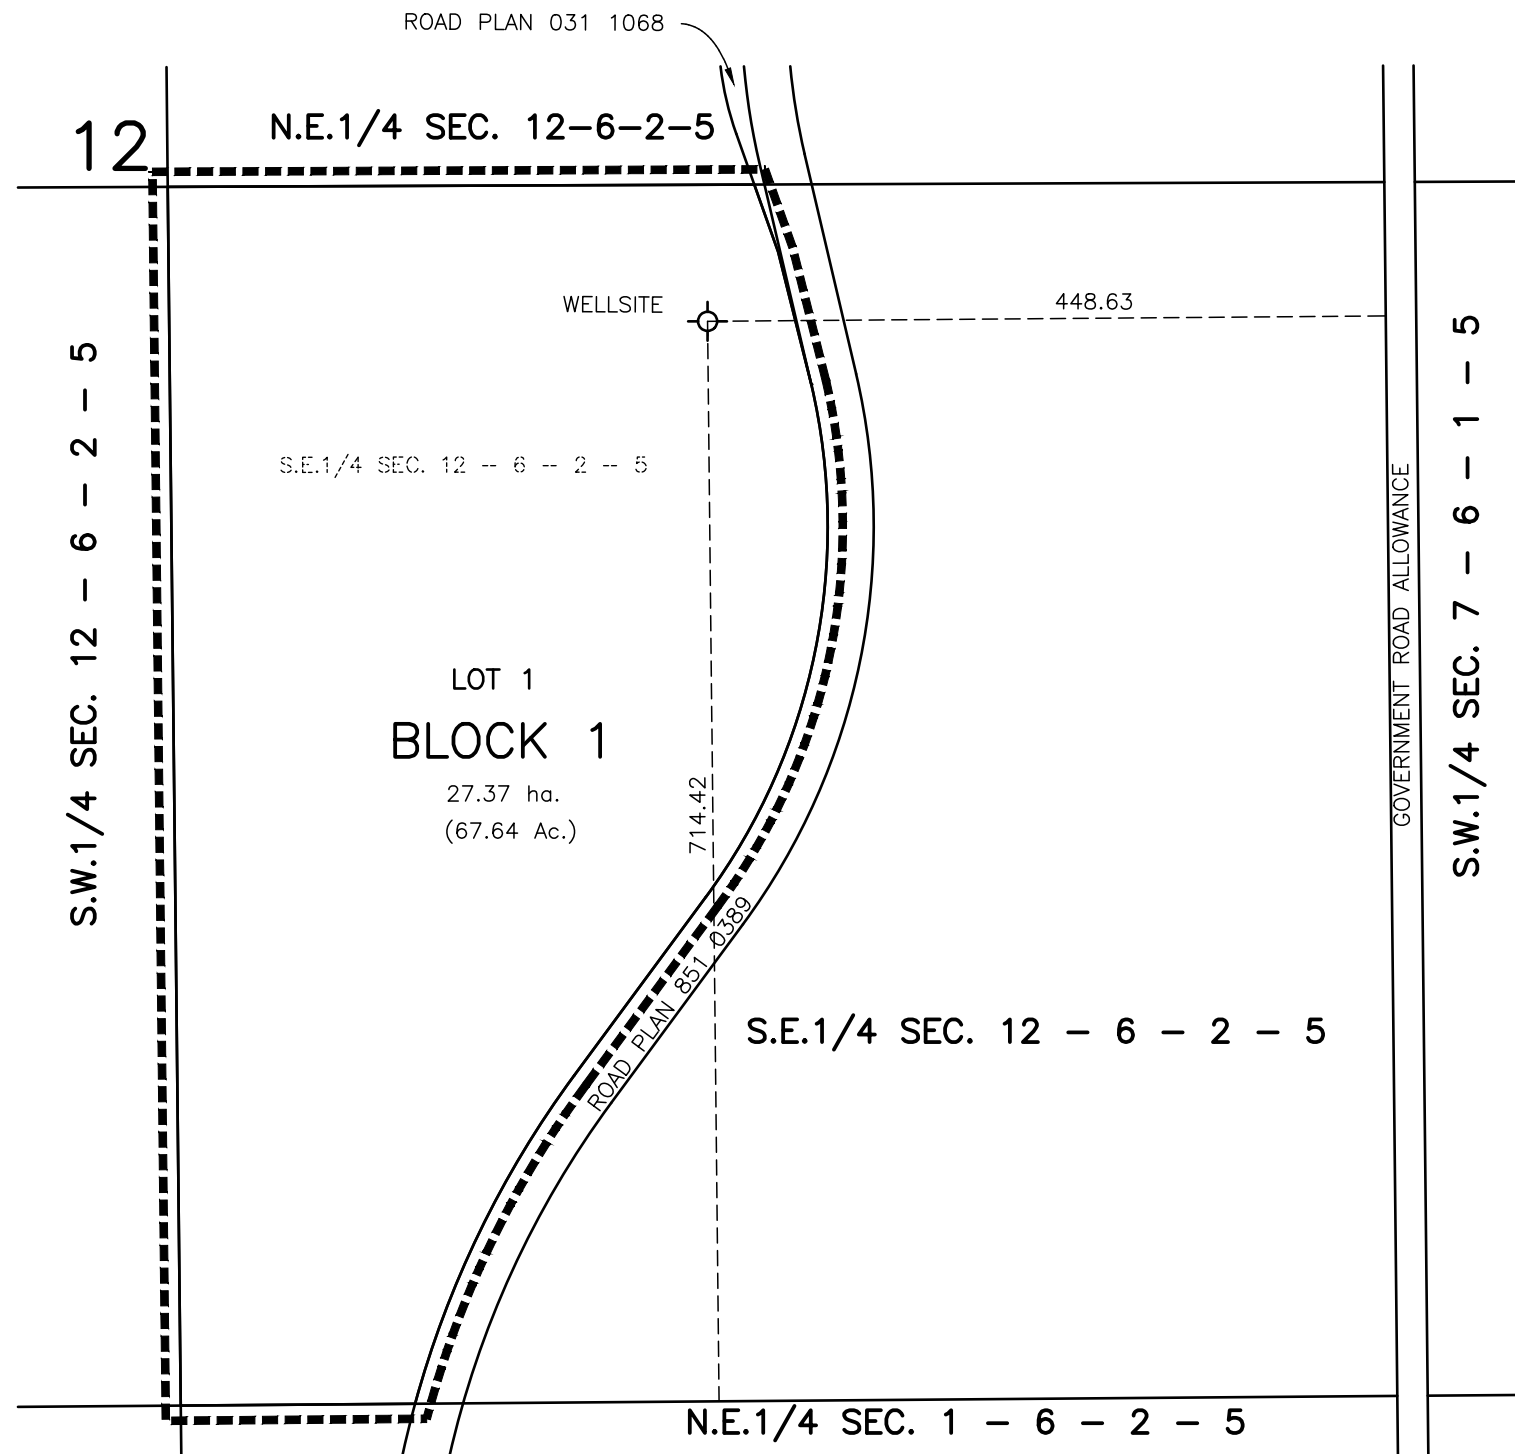 ROAD PLAN 031 1068
12
N.E.1/4 SEC. 12-6-2-5
WELLSITE
448.63
S.W.1/4 SEC. 12 - 6 - 2 - 5
S.E.1/4 SEC. 12 -- 6 -- 2 -- 5
GOVERNMENT ROAD ALLOWANCE
S.W.1/4 SEC. 7 - 6 - 1 - 5
LOT 1
BLOCK 1
27.37 ha.
(67.64 Ac.)
714.42
ROAD PLAN 851 0389
S.E.1/4 SEC. 12 - 6 - 2 - 5
N.E.1/4 SEC. 1 - 6 - 2 - 5